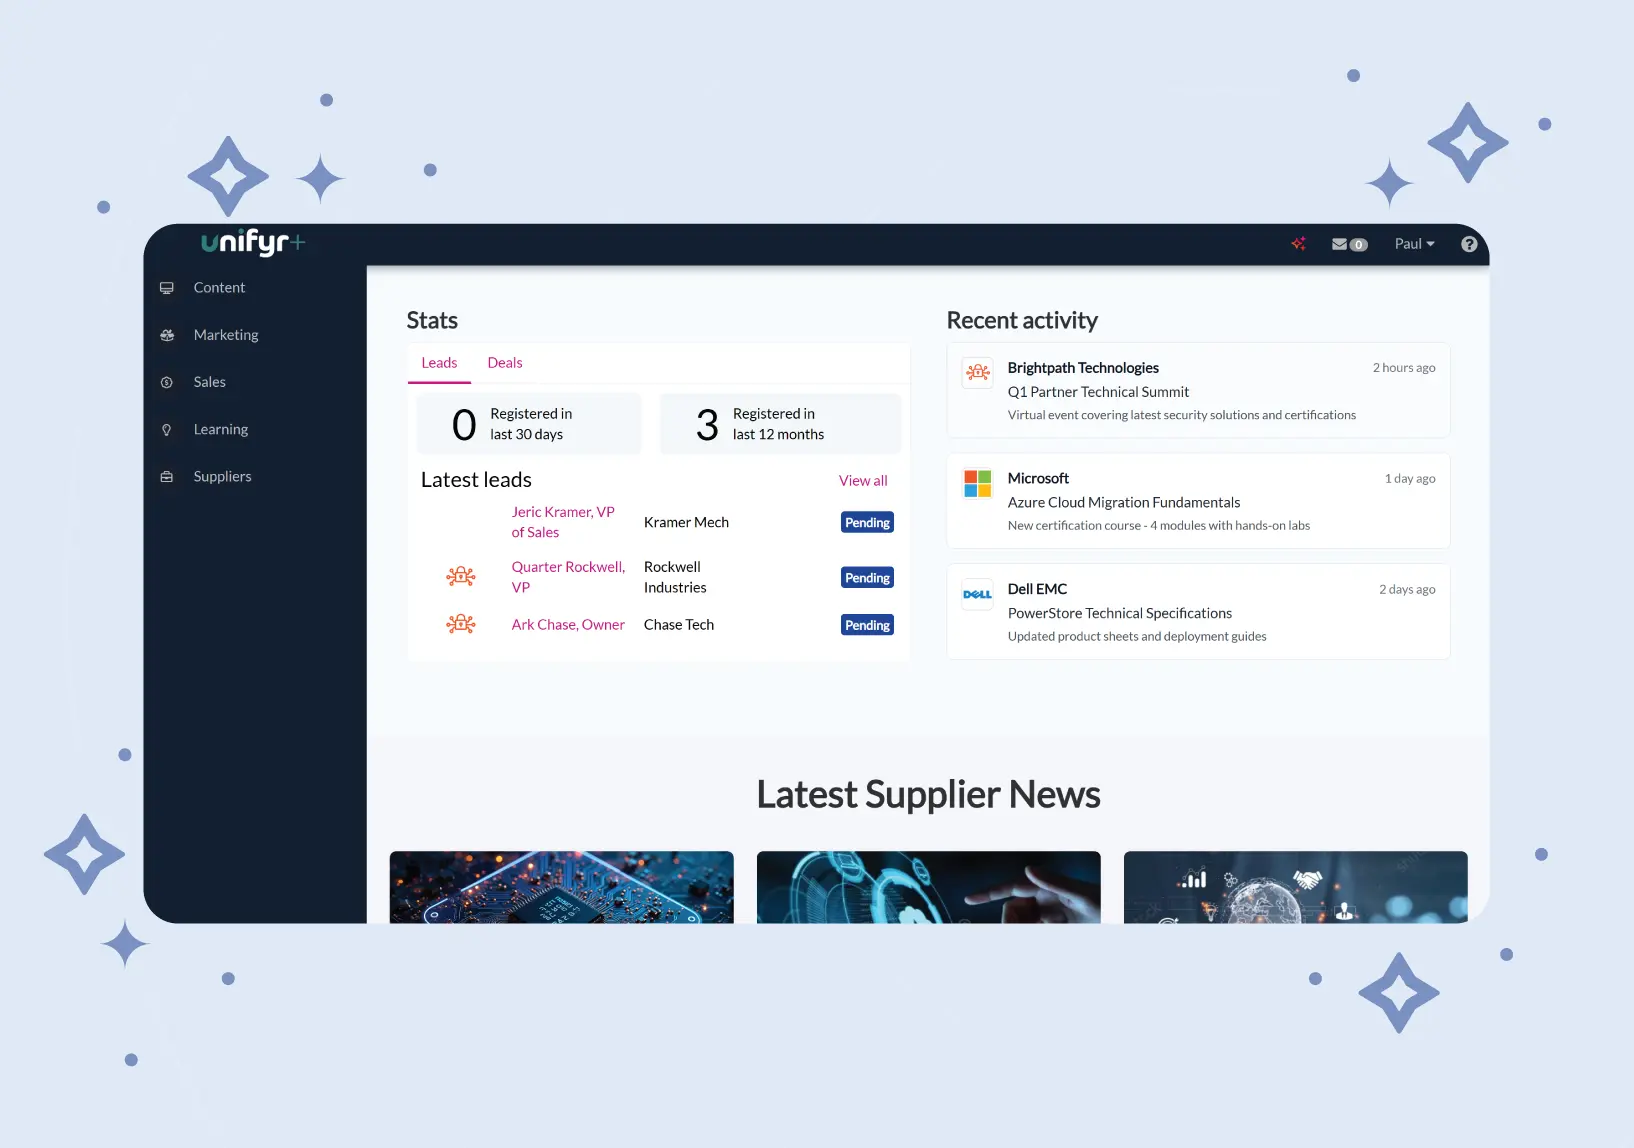 unifyr+
0
Paul
?
Content
Marketing
Sales
Learning
Suppliers
Stats
Leads
Deals
0
Registered in
last 30 days
3
Registered in
last 12 months
Latest leads
View all
Jeric Kramer, VP
of Sales
Kramer Mech
Pending
Quarter Rockwell,
VP
Rockwell
Industries
Pending
Ark Chase, Owner
Chase Tech
Pending
Recent activity
Brightpath Technologies
2 hours ago
Q1 Partner Technical Summit
Virtual event covering latest security solutions and certifications
Microsoft
1 day ago
Azure Cloud Migration Fundamentals
New certification course - 4 modules with hands-on labs
DELL
Dell EMC
2 days ago
PowerStore Technical Specifications
Updated product sheets and deployment guides
Latest Supplier News